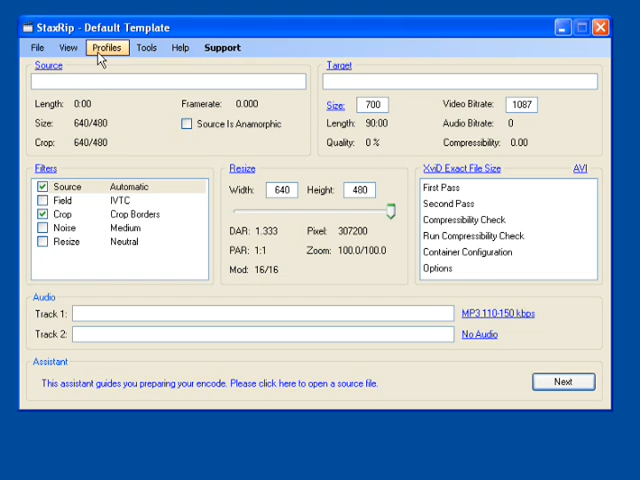 StaxRip - Default Template
File View Profiles Tools Help Support
Source
Target
Length: 0:00 Framerate: 0.000
Size: 640/480 Source Is Anamorphic
Crop: 640/480
Size: 700 Video Bitrate: 1087
Length: 90:00 Audio Bitrate: 0
Quality: 0 % Compressibility: 0.00
Filters
Source Automatic
Field IVTC
Crop Crop Borders
Noise Medium
Resize Neutral
Resize
Width: 640 Height: 480
DAR: 1.333 Pixel: 307200
PAR: 1:1 Zoom: 100.0/100.0
Mod: 16/16
XviD Exact File Size AVI
First Pass
Second Pass
Compressibility Check
Run Compressibility Check
Container Configuration
Options
Audio
Track 1: MP3 110-150 kbps
Track 2: No Audio
Assistant
This assistant guides you preparing your encode. Please click here to open a source file.
Next